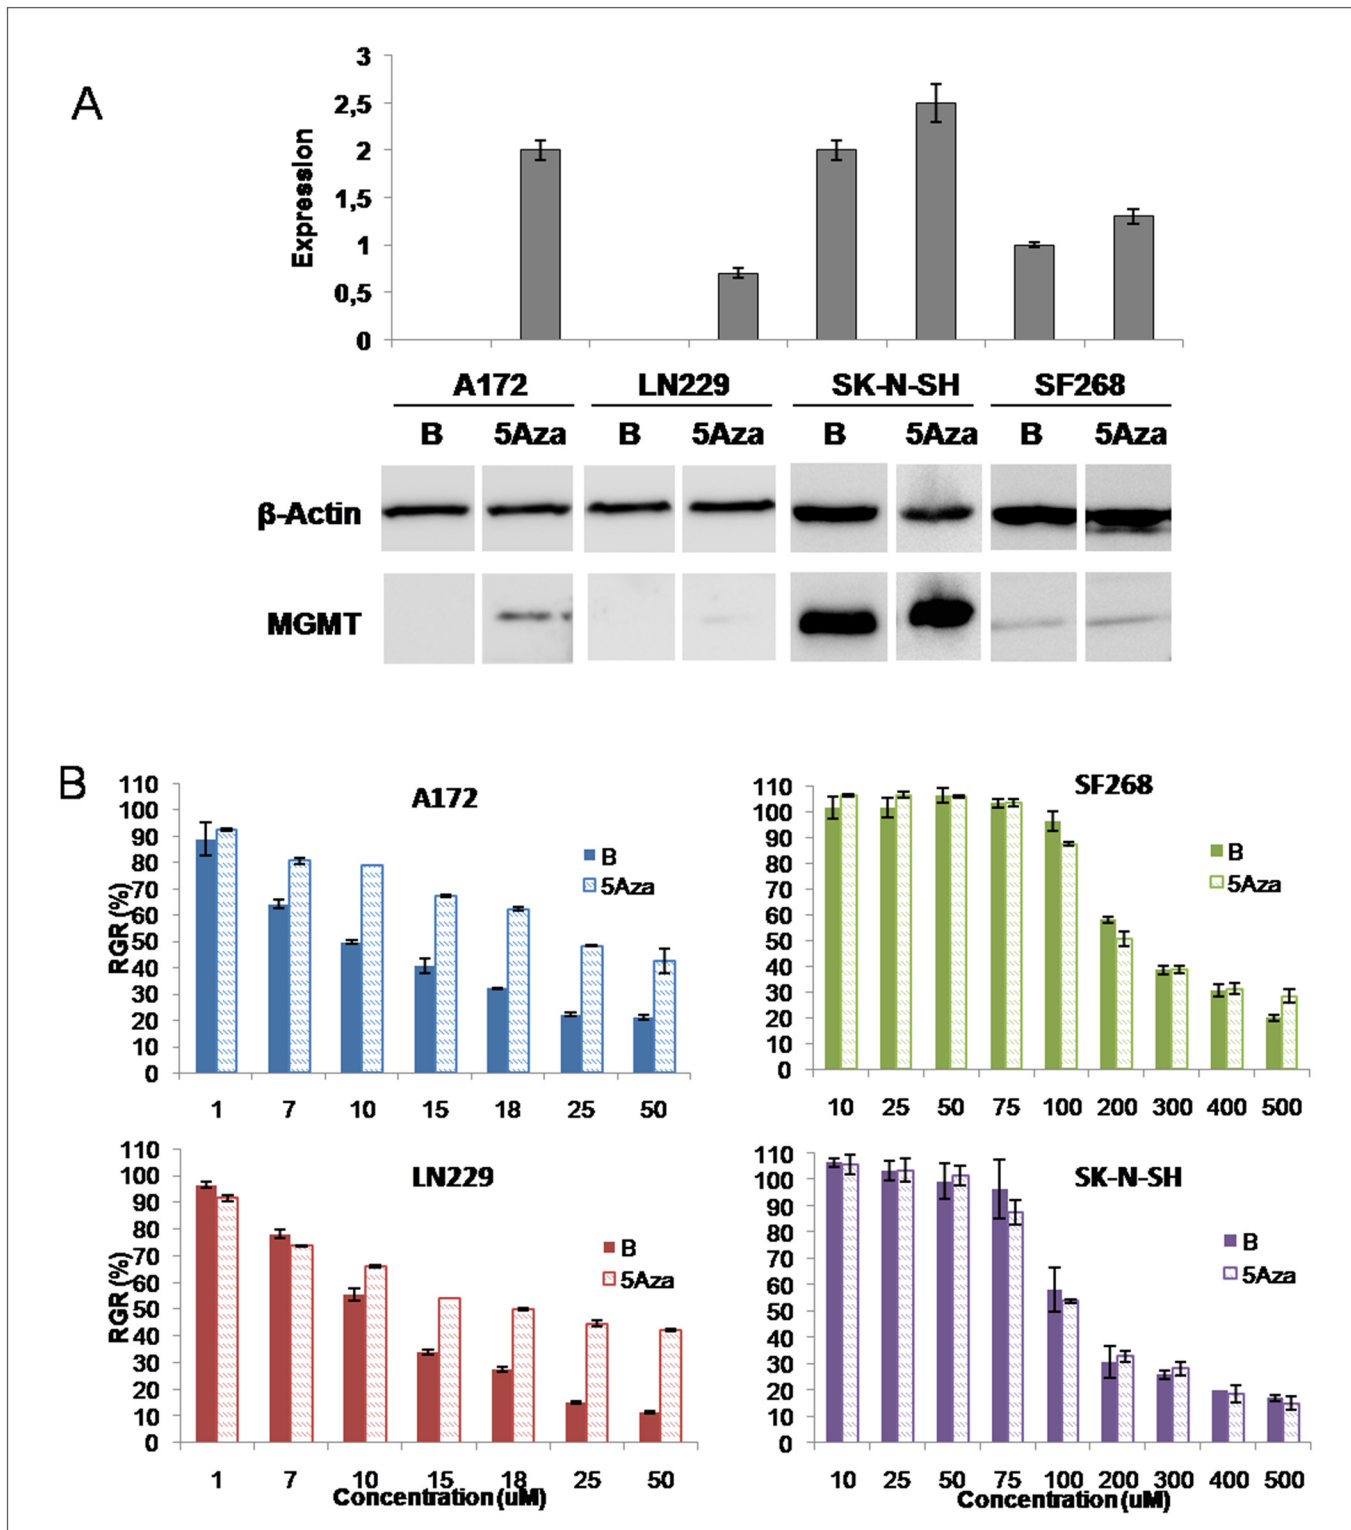 A
3
2,5
2
1,5
1
0,5
0
Expression
A172 LN229 SK-N-SH SF268
B 5Aza B 5Aza B 5Aza B 5Aza
β-Actin
MGMT
B
A172
110
100
90
80
70
60
50
40
30
20
10
0
RGR (%)
B
5Aza
1 7 10 15 18 25 50
SF268
110
100
90
80
70
60
50
40
30
20
10
0
B
5Aza
10 25 50 75 100 200 300 400 500
LN229
110
100
90
80
70
60
50
40
30
20
10
0
RGR (%)
B
5Aza
1 7 10 15 18 25 50
Concentration (uM)
SK-N-SH
110
100
90
80
70
60
50
40
30
20
10
0
B
5Aza
10 25 50 75 100 200 300 400 500
Concentration (uM)